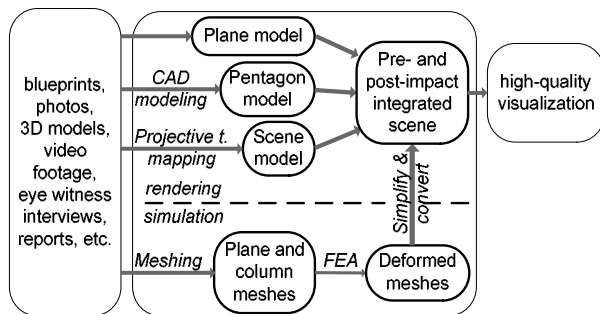 blueprints,
photos,
3D models,
video
footage,
eye witness
interviews,
reports, etc.
Plane model
CAD
modeling
Pentagon
model
Projective t.
mapping
Scene
model
rendering
simulation
Meshing
Plane and
column
meshes
FEA
Deformed
meshes
Simplify &
convert
Pre- and
post-impact
integrated
scene
high-quality
visualization